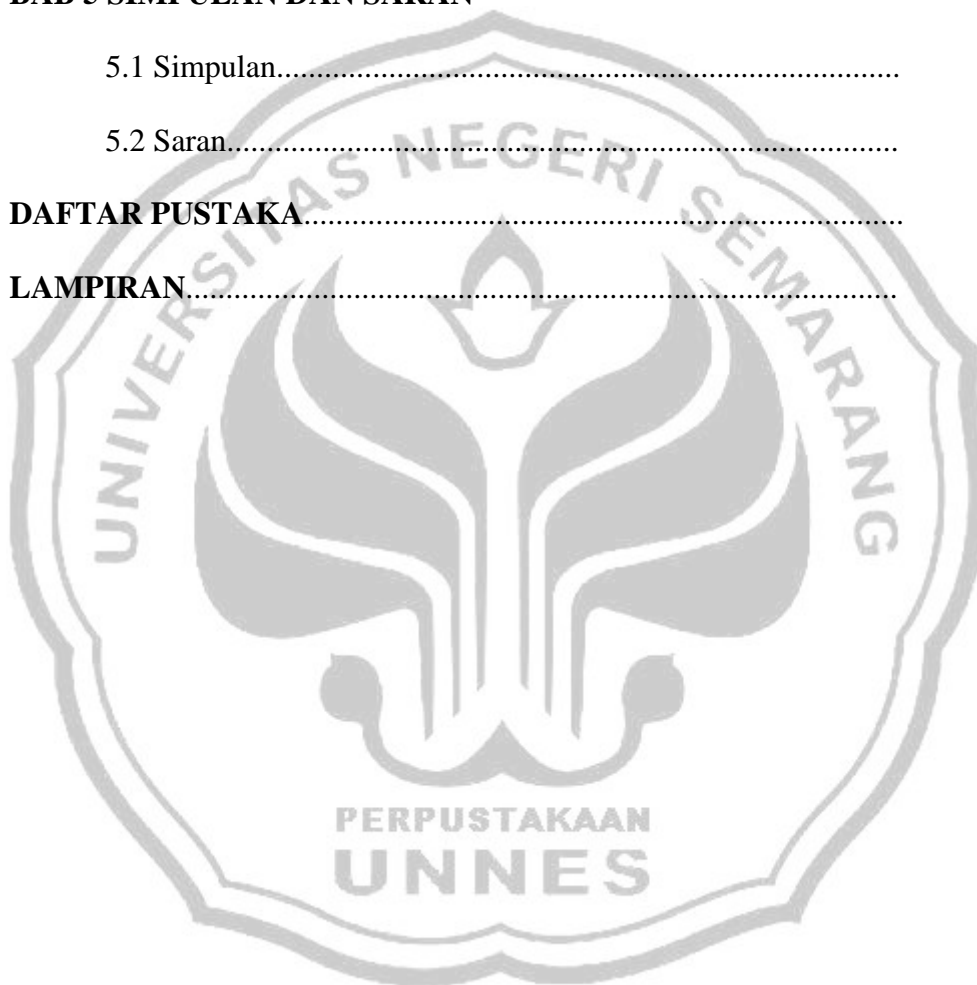 BAB 5 SIMPULAN DAN SARAN
5.1 Simpulan..............................................................................
5.2 Saran....................................................................................
DAFTAR PUSTAKA...........................................................................
LAMPIRAN.........................................................................................
UNIVERSITAS NEGERI SEMARANG
PERPUSTAKAAN
UNNES